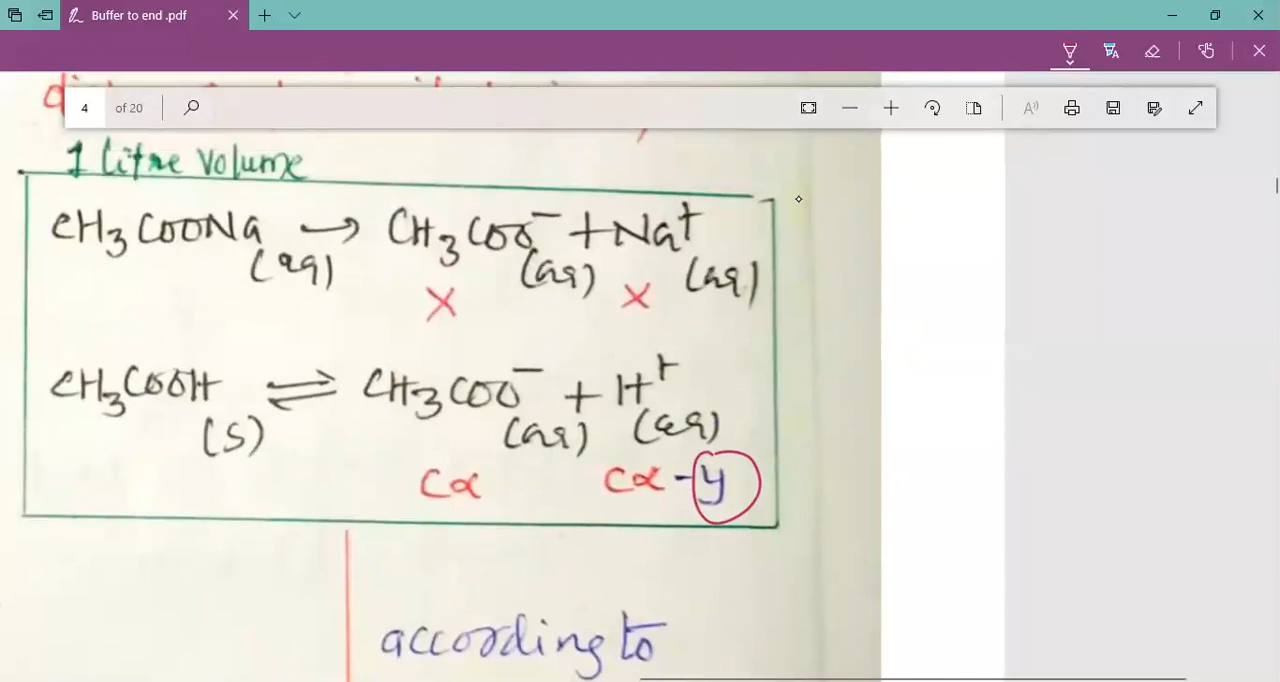 Buffer to end .pdf
4 of 20
1 litre volume
CH3COONa (aq) → CH3COO⁻ (aq) + Na⁺ (aq)
x x
CH3COOH (s) ⇌ CH3COO⁻ (aq) + H⁺ (aq)
Cα Cα - y
according to